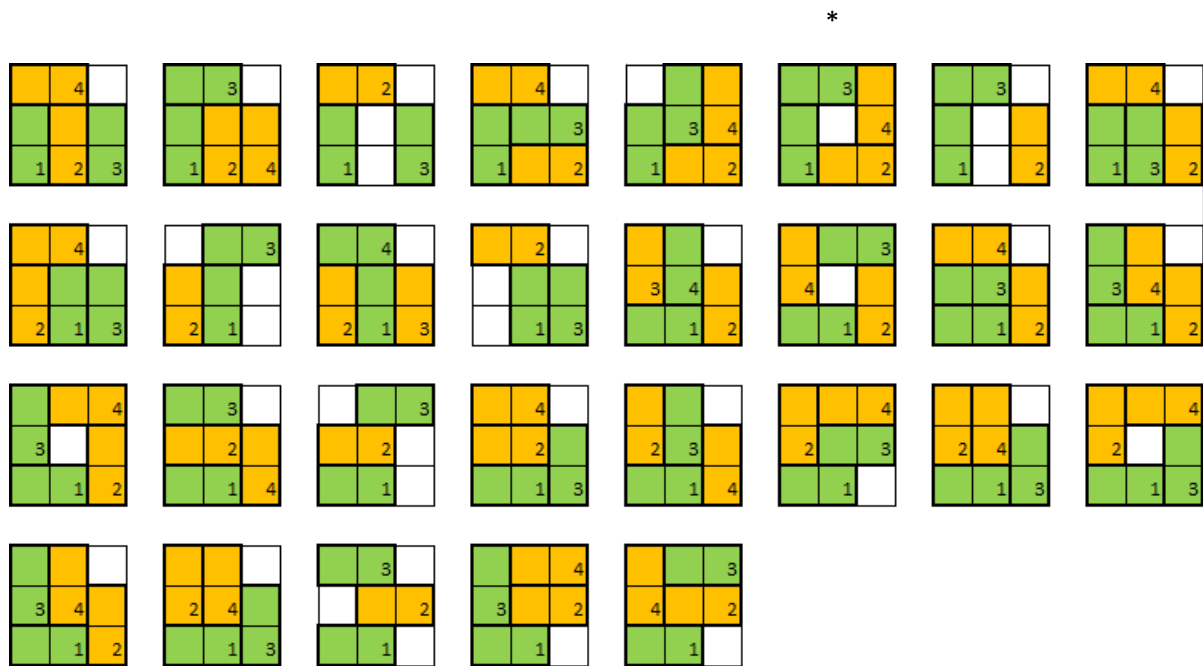 *
4 3 2 4 3 3 4
3 3 4 4
1 2 3 1 2 4 1 3 1 2 1 2 1 2 1 2 1 3 2
4 3 4 2 3 4
3 4 4 3 3 4
2 1 3 2 1 2 1 3 1 3 1 2 1 2 1 2 1 2
4 3 3 4 4 4
3 2 2 2 2 3 2 3 2 4 2
1 2 1 4 1 1 3 1 4 1 1 3 1 3
3 4 3
3 4 2 4 2 3 2 4 2
1 2 1 3 1 1 1